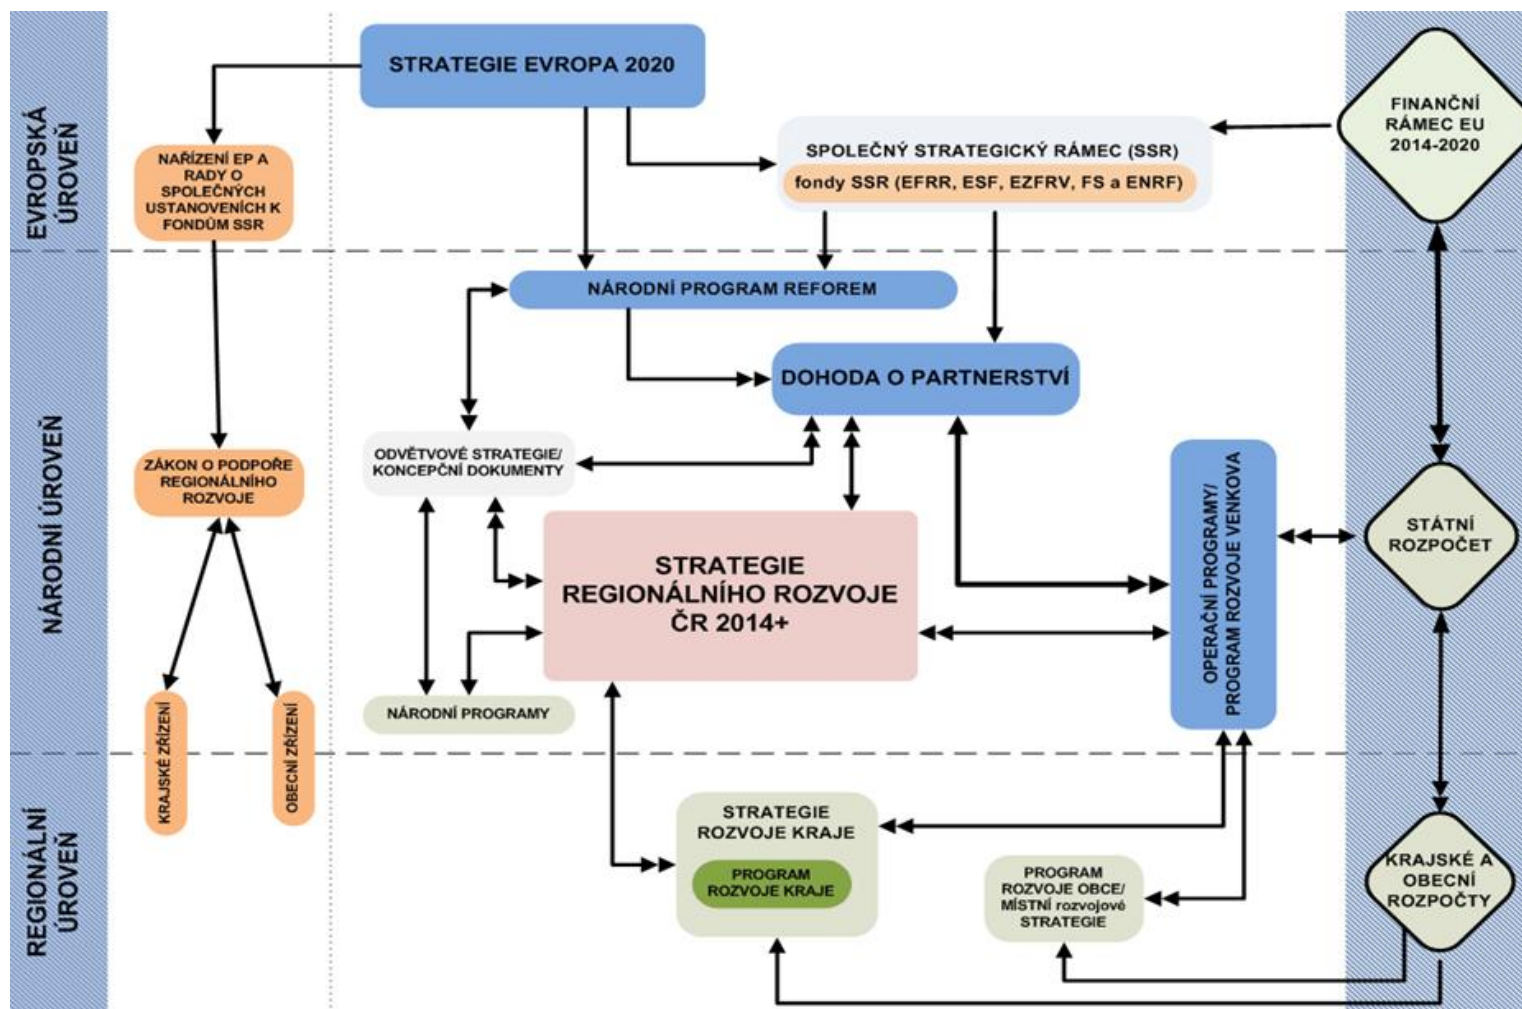 EVROPSKÁ
ÚROVEŇ
STRATEGIE EVROPA 2020
FINANČNÍ
RÁMEC EU
2014-2020
NAŘÍZENÍ EP A
RADY O
SPOLEČNÝCH
USTANOVENÍCH K
FONDŮM SSR
SPOLEČNÝ STRATEGICKÝ RÁMEC (SSR)
fondy SSR (EFRR, ESF, EZFRV, FS a ENRF)
NÁRODNÍ ÚROVEŇ
NÁRODNÍ PROGRAM REFOREM
DOHODA O PARTNERSTVÍ
ODVĚTVOVÉ STRATEGIE/
KONCEPČNÍ DOKUMENTY
ZÁKON O PODPOŘE
REGIONÁLNÍHO
ROZVOJE
STRATEGIE
REGIONÁLNÍHO ROZVOJE
ČR 2014+
OPERAČNÍ PROGRAMY/
PROGRAM ROZVOJE VENKOVA
STÁTNÍ
ROZPOČET
KRAJSKÉ ZŘÍZENÍ
OBECNÍ ZŘÍZENÍ
NÁRODNÍ PROGRAMY
REGIONÁLNÍ
ÚROVEŇ
STRATEGIE
ROZVOJE KRAJE
PROGRAM
ROZVOJE KRAJE
PROGRAM
ROZVOJE OBCE/
MÍSTNÍ rozvojové
STRATEGIE
KRAJSKÉ A
OBECNÍ
ROZPOČTY